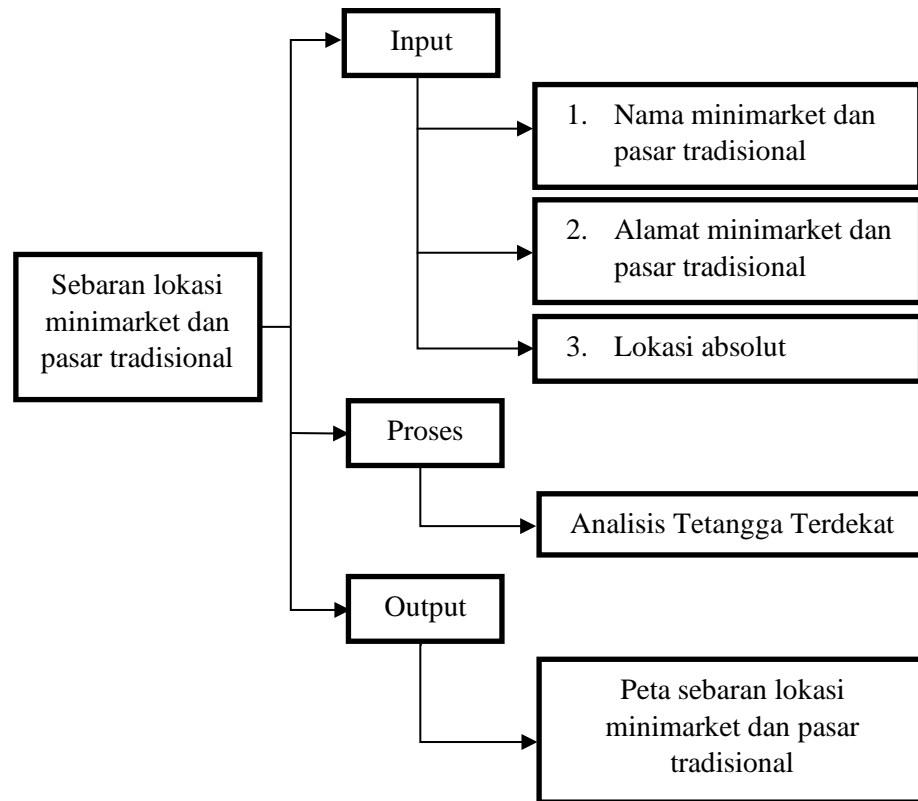 Input
1. Nama minimarket dan
pasar tradisional
2. Alamat minimarket dan
pasar tradisional
Sebaran lokasi
minimarket dan
pasar tradisional
3. Lokasi absolut
Proses
Analisis Tetangga Terdekat
Output
Peta sebaran lokasi
minimarket dan pasar
tradisional